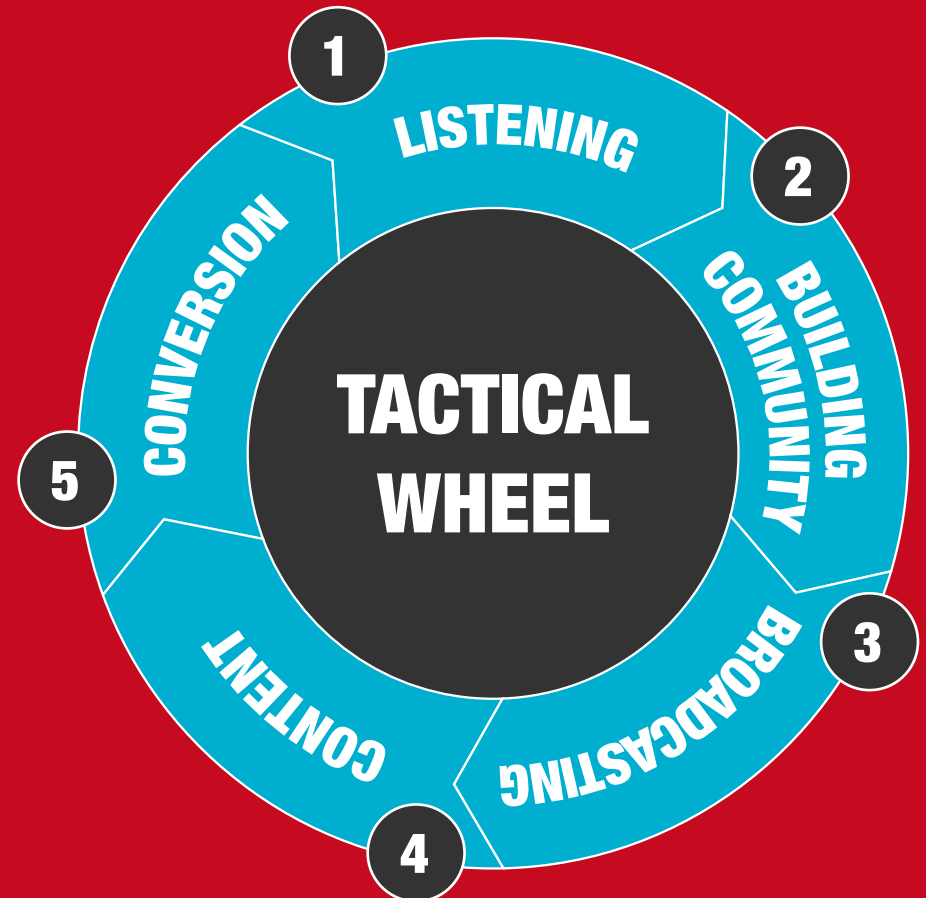 TACTICAL
WHEEL
1
LISTENING
2
BUILDING
COMMUNITY
3
BROADCASTING
4
CONTENT
5
CONVERSION